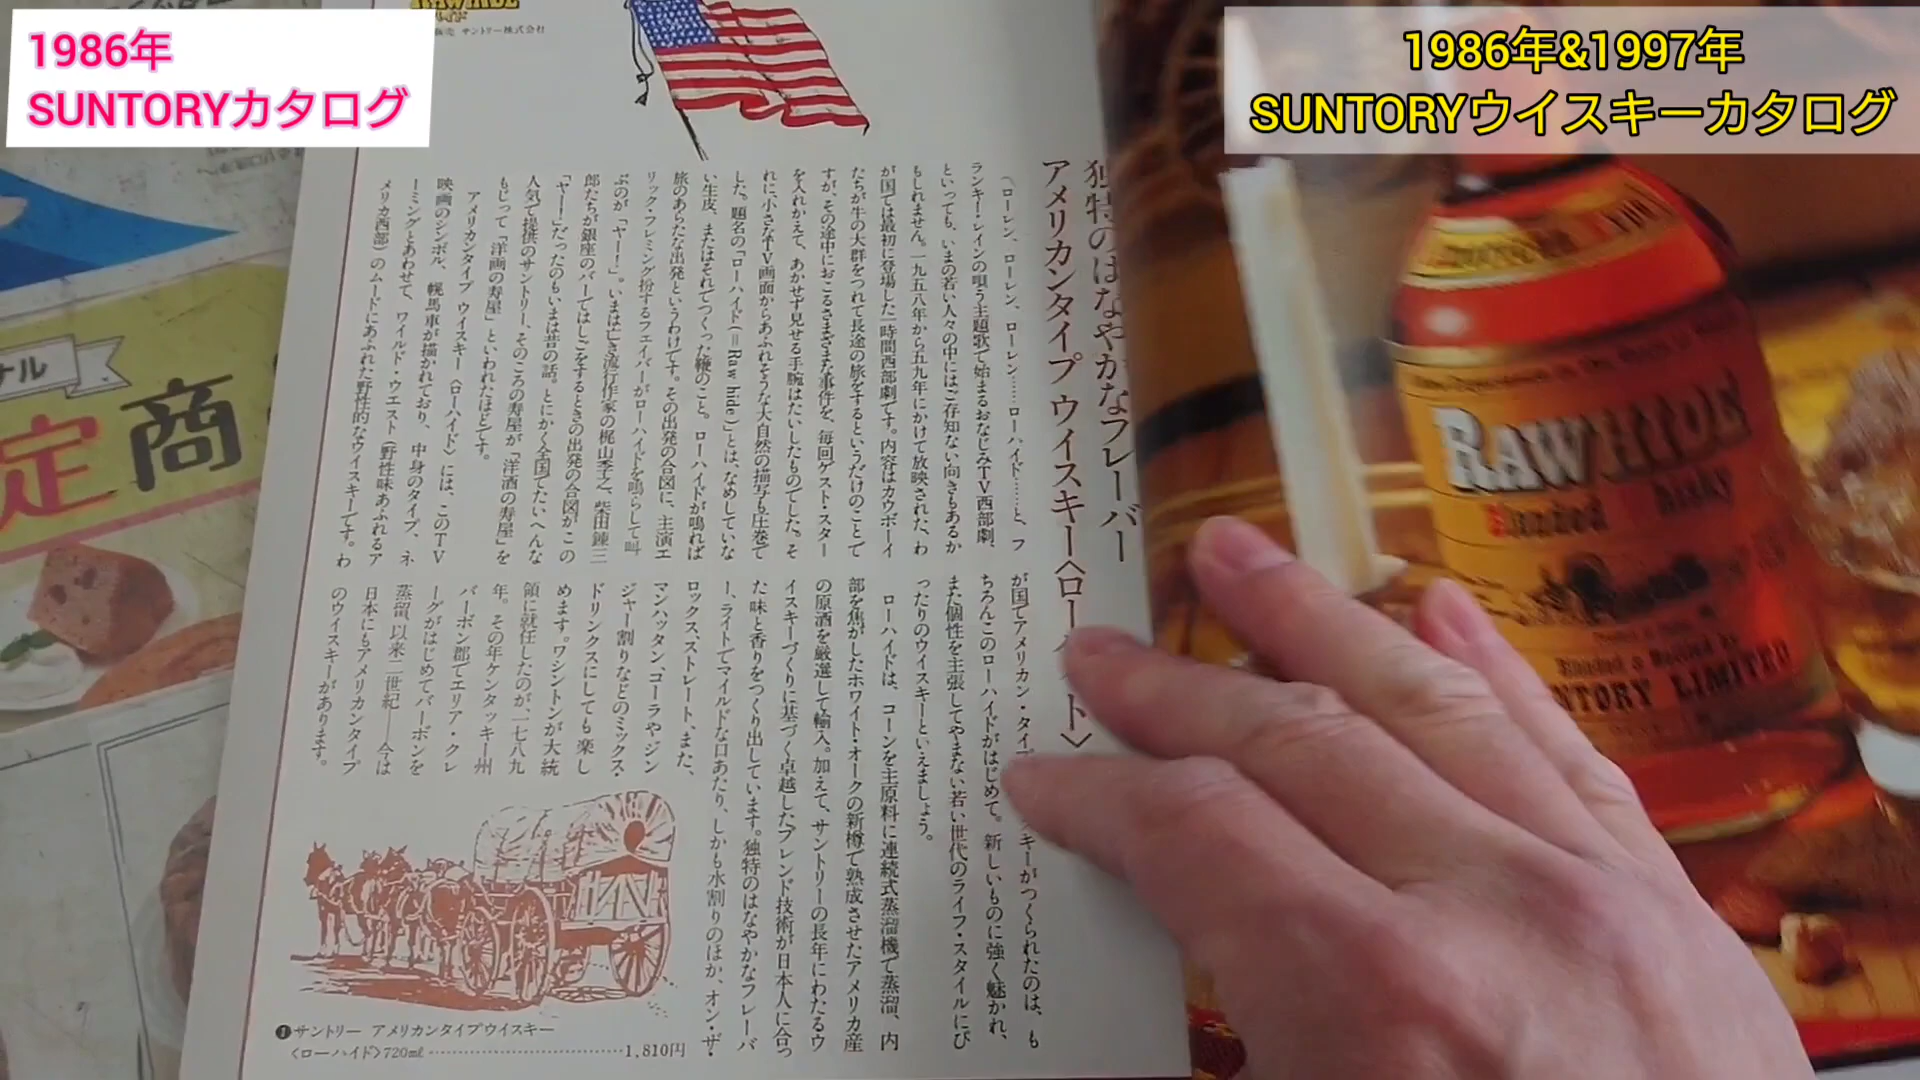 1986年
SUNTORYカタログ
1986年&1997年
SUNTORYウイスキーカタログ
サントリー株式会社
独特のはなやかなフレーバー
アメリカンタイプ ウイスキー〈ロー
ト〉
〈ローレン、ローレン、ローレン……ローハイド……と、フ
ランキー・レインの唄う主題歌で始まるおなじみTV西部劇、
といっても、いまの若い人々の中にはご存知ない向きもあるか
もしれません。一九五八年から五九年にかけて放映された、わ
が国では最初に登場した一時間西部劇です。内容はカウボーイ
たちが牛の大群をつれて長途の旅をするというだけのことで
すが、その途中におこるさまざまな事件を、毎回ゲスト・スター
を入れかえて、あかせず見せる手腕はたいしたものでした。そ
れに小さなTV画面からあふれそうな大自然の描写も圧巻で
した。題名の「ローハイド(=Raw hide)」とは、なめしていな
い生皮、またはそれでつくった鞭のこと。ローハイドが鳴れば
旅のあらたな出発というわけです。その出発の合図に、主演エ
リック・フレミング扮するフェイバーがローハイドを鳴らして叫
ぶのが「ヤー!」。いまは亡き流行作家の梶山季之、柴田錬三
郎たちが銀座のバーではしごをするときの出発の合図が、この
「ヤー!」だったのもいまは昔の話。とにかく全国でたいへんな
人気で提供のサントリー、そのころの寿屋が「洋酒の寿屋」を
もじって「洋画の寿屋」といわれたほどです。
アメリカンタイプ ウイスキー〈ローハイド〉には、このTV
映画のシンボル、幌馬車が描かれており、中身のタイプ、ネ
ーミングとあわせて、ワイルド・ウエスト(野性味あふれるア
メリカ西部)のムードにあふれた野性的なウイスキーです。わ
が国でアメリカン・タイ
キーがつくられたのは、も
ちろんこのローハイドがはじめて。新しいものに強く魅かれ、
また個性を主張してやまない若い世代のライフ・スタイルにぴ
ったりのウイスキーといえましょう。
ローハイドは、コーンを主原料に連続式蒸溜機で蒸溜、内
部を焦がしたホワイト・オークの新樽で熟成させたアメリカ産
の原酒を厳選して輸入。加えて、サントリーの長年にわたるウ
イスキーづくりに基づく卓越したブレンド技術が日本人に合っ
た味と香りをつくり出しています。独特のはなやかなフレーバ
ー、ライトでマイルドな口あたり、しかも水割りのほか、オン・ザ・
ロックス、ストレート、また、
マンハッタン、コーラやジン
ジャー割りなどのミックス・
ドリンクスにしても楽し
めます。ワシントンが大統
領に就任したのが、一七八九
年。その年ケンタッキー州
バーボン郡でエリア・クレ
ーグがはじめてバーボンを
蒸留、以来二世紀——今は
日本にもアメリカンタイプ
のウイスキーがあります。
❶サントリー アメリカンタイプウイスキー
〈ローハイド〉720ml……1,810円
RAWHIDE
Blended
Blended & Bottled by
SUNTORY LIMITED
ナル
定商